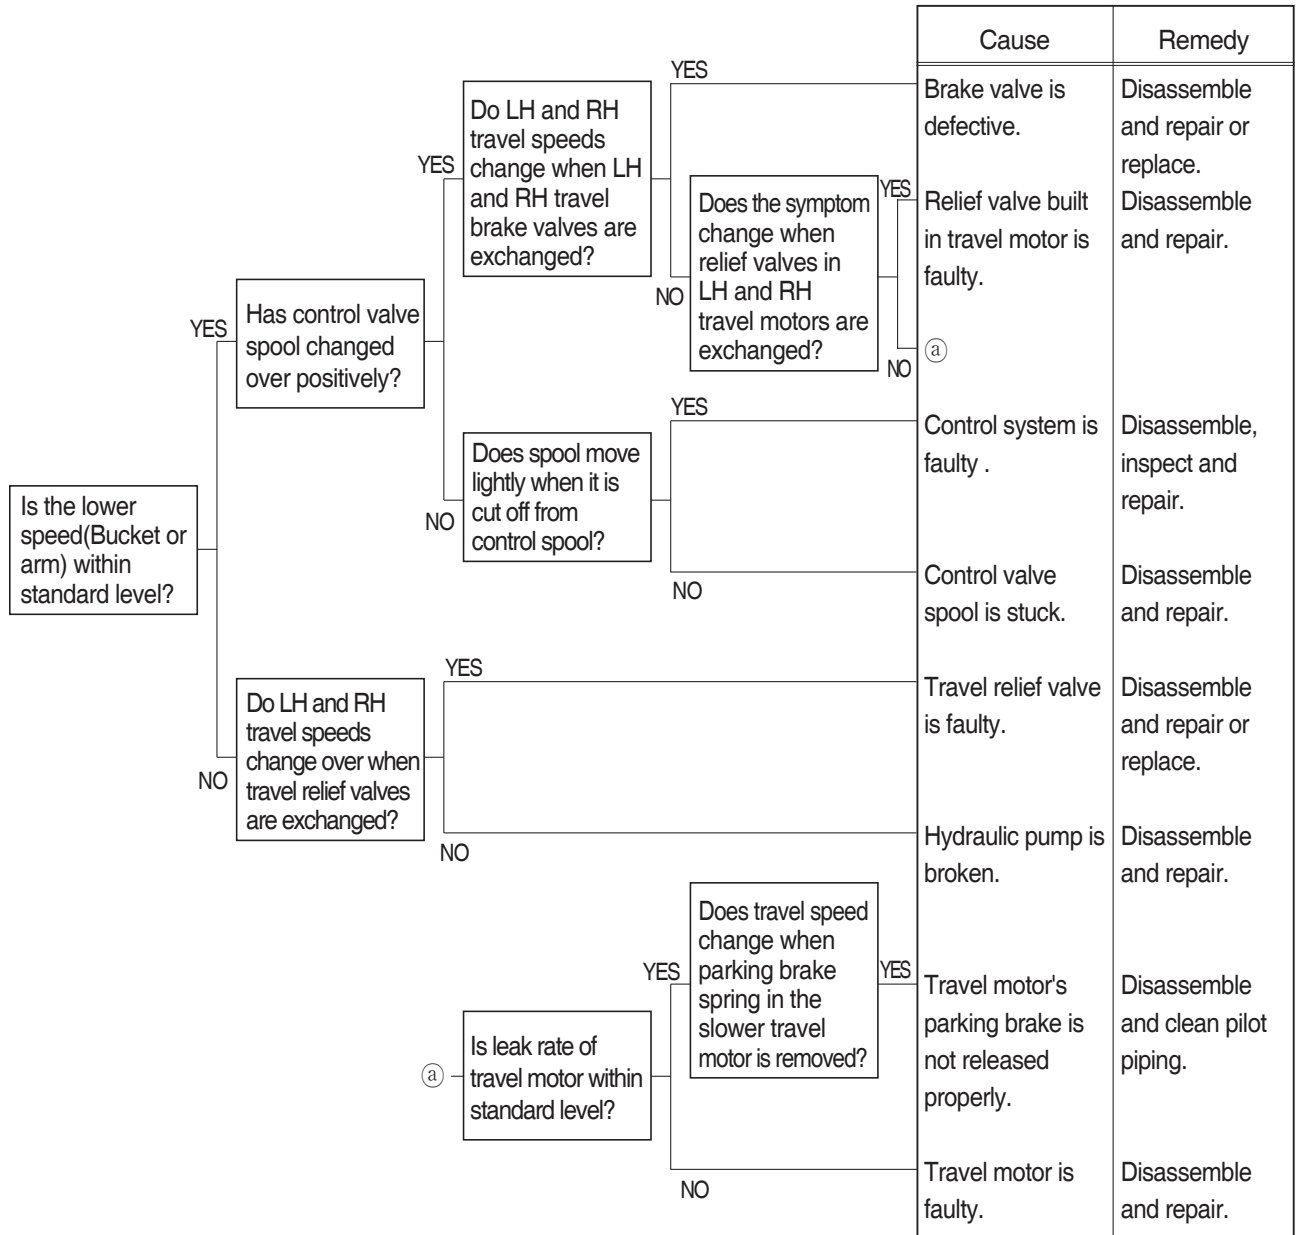 Cause
Remedy
YES
Do LH and RH
travel speeds
change when LH
and RH travel
brake valves are
exchanged?
Brake valve is
defective.
Disassemble
and repair or
replace.
YES
NO
Does the symptom
change when
relief valves in
LH and RH
travel motors are
exchanged?
YES
Relief valve built
in travel motor is
faulty.
Disassemble
and repair.
NO
ⓐ
YES
Has control valve
spool changed
over positively?
NO
Does spool move
lightly when it is
cut off from
control spool?
YES
Control system is
faulty .
Disassemble,
inspect and
repair.
NO
Control valve
spool is stuck.
Disassemble
and repair.
Is the lower
speed(Bucket or
arm) within
standard level?
NO
Do LH and RH
travel speeds
change over when
travel relief valves
are exchanged?
YES
Travel relief valve
is faulty.
Disassemble
and repair or
replace.
NO
Hydraulic pump is
broken.
Disassemble
and repair.
ⓐ
Is leak rate of
travel motor within
standard level?
YES
Does travel speed
change when
parking brake
spring in the
slower travel
motor is removed?
YES
Travel motor's
parking brake is
not released
properly.
Disassemble
and clean pilot
piping.
NO
Travel motor is
faulty.
Disassemble
and repair.